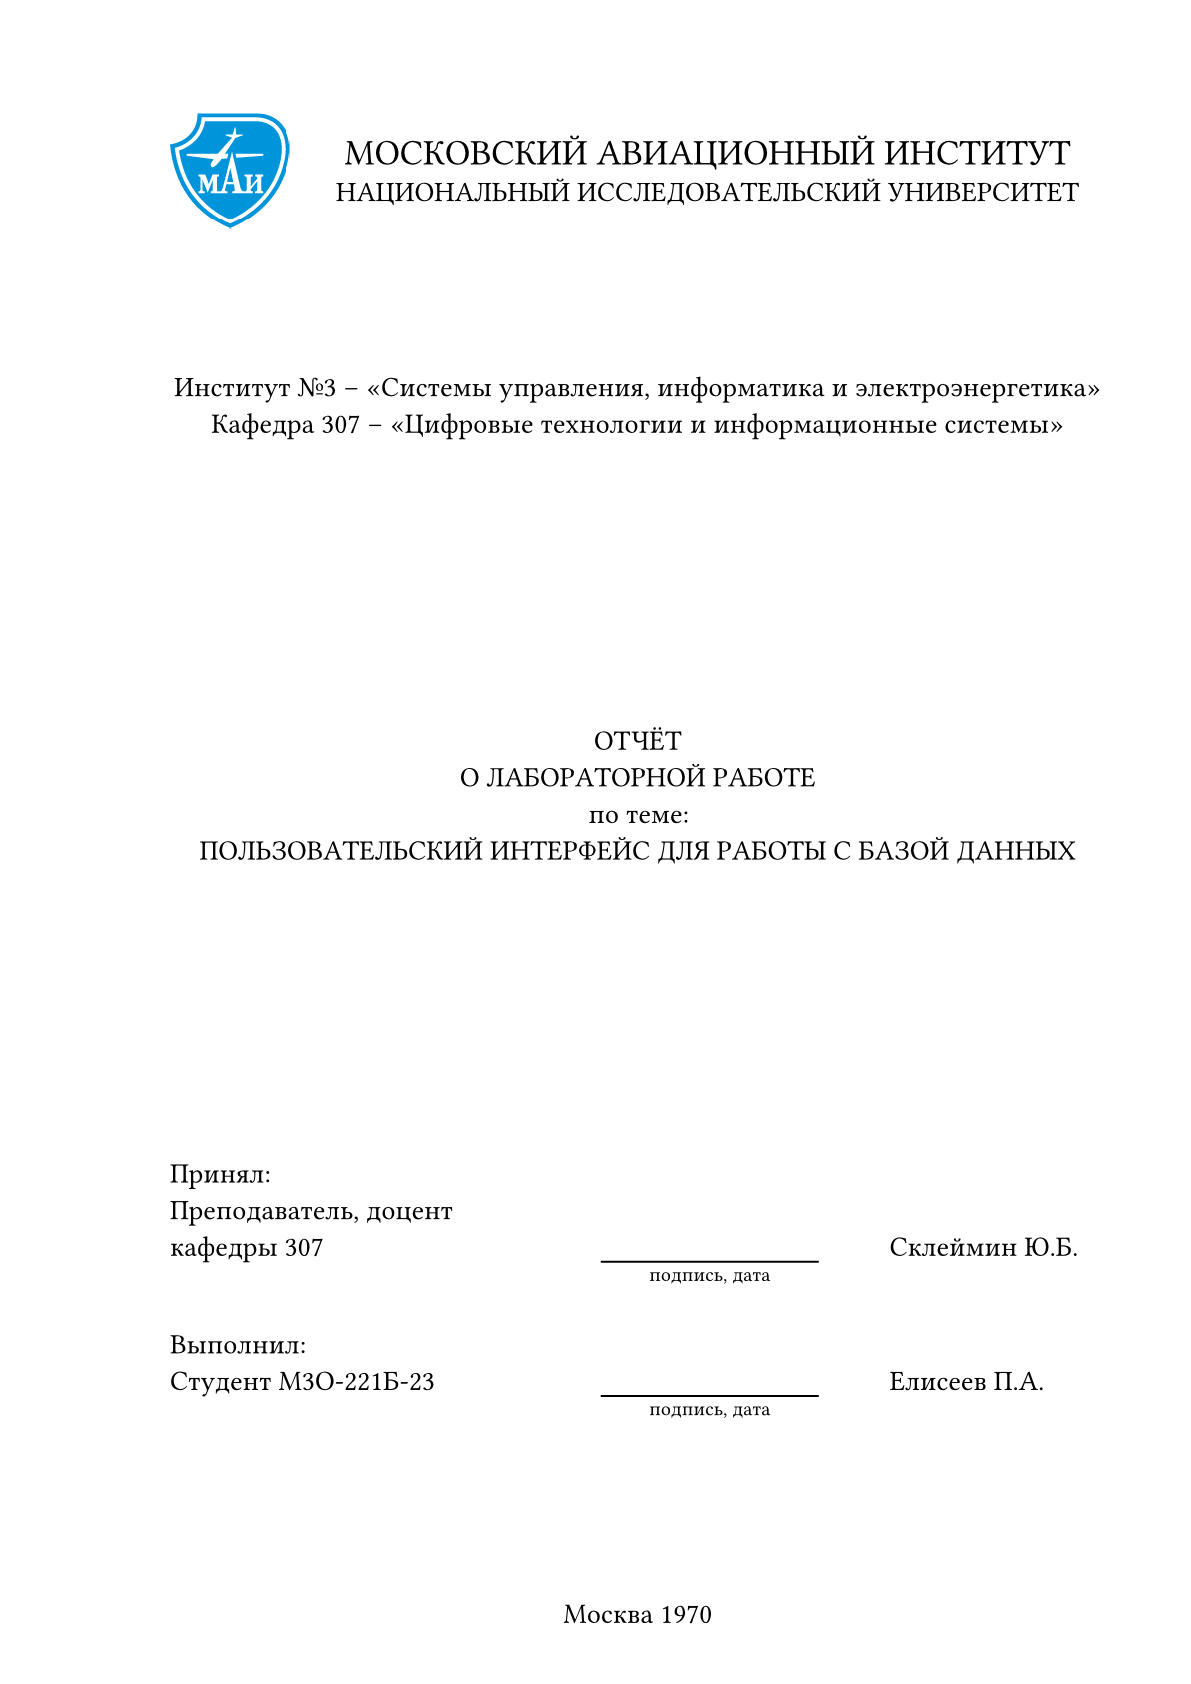 МАИ
МОСКОВСКИЙ АВИАЦИОННЫЙ ИНСТИТУТ
НАЦИОНАЛЬНЫЙ ИССЛЕДОВАТЕЛЬСКИЙ УНИВЕРСИТЕТ
Институт №3 – «Системы управления, информатика и электроэнергетика»
Кафедра 307 – «Цифровые технологии и информационные системы»
ОТЧЁТ
О ЛАБОРАТОРНОЙ РАБОТЕ
по теме:
ПОЛЬЗОВАТЕЛЬСКИЙ ИНТЕРФЕЙС ДЛЯ РАБОТЫ С БАЗОЙ ДАННЫХ
Принял:
Преподаватель, доцент
кафедры 307 Склеймин Ю.Б.
подпись, дата
Выполнил:
Студент М3О-221Б-23 Елисеев П.А.
подпись, дата
Москва 1970